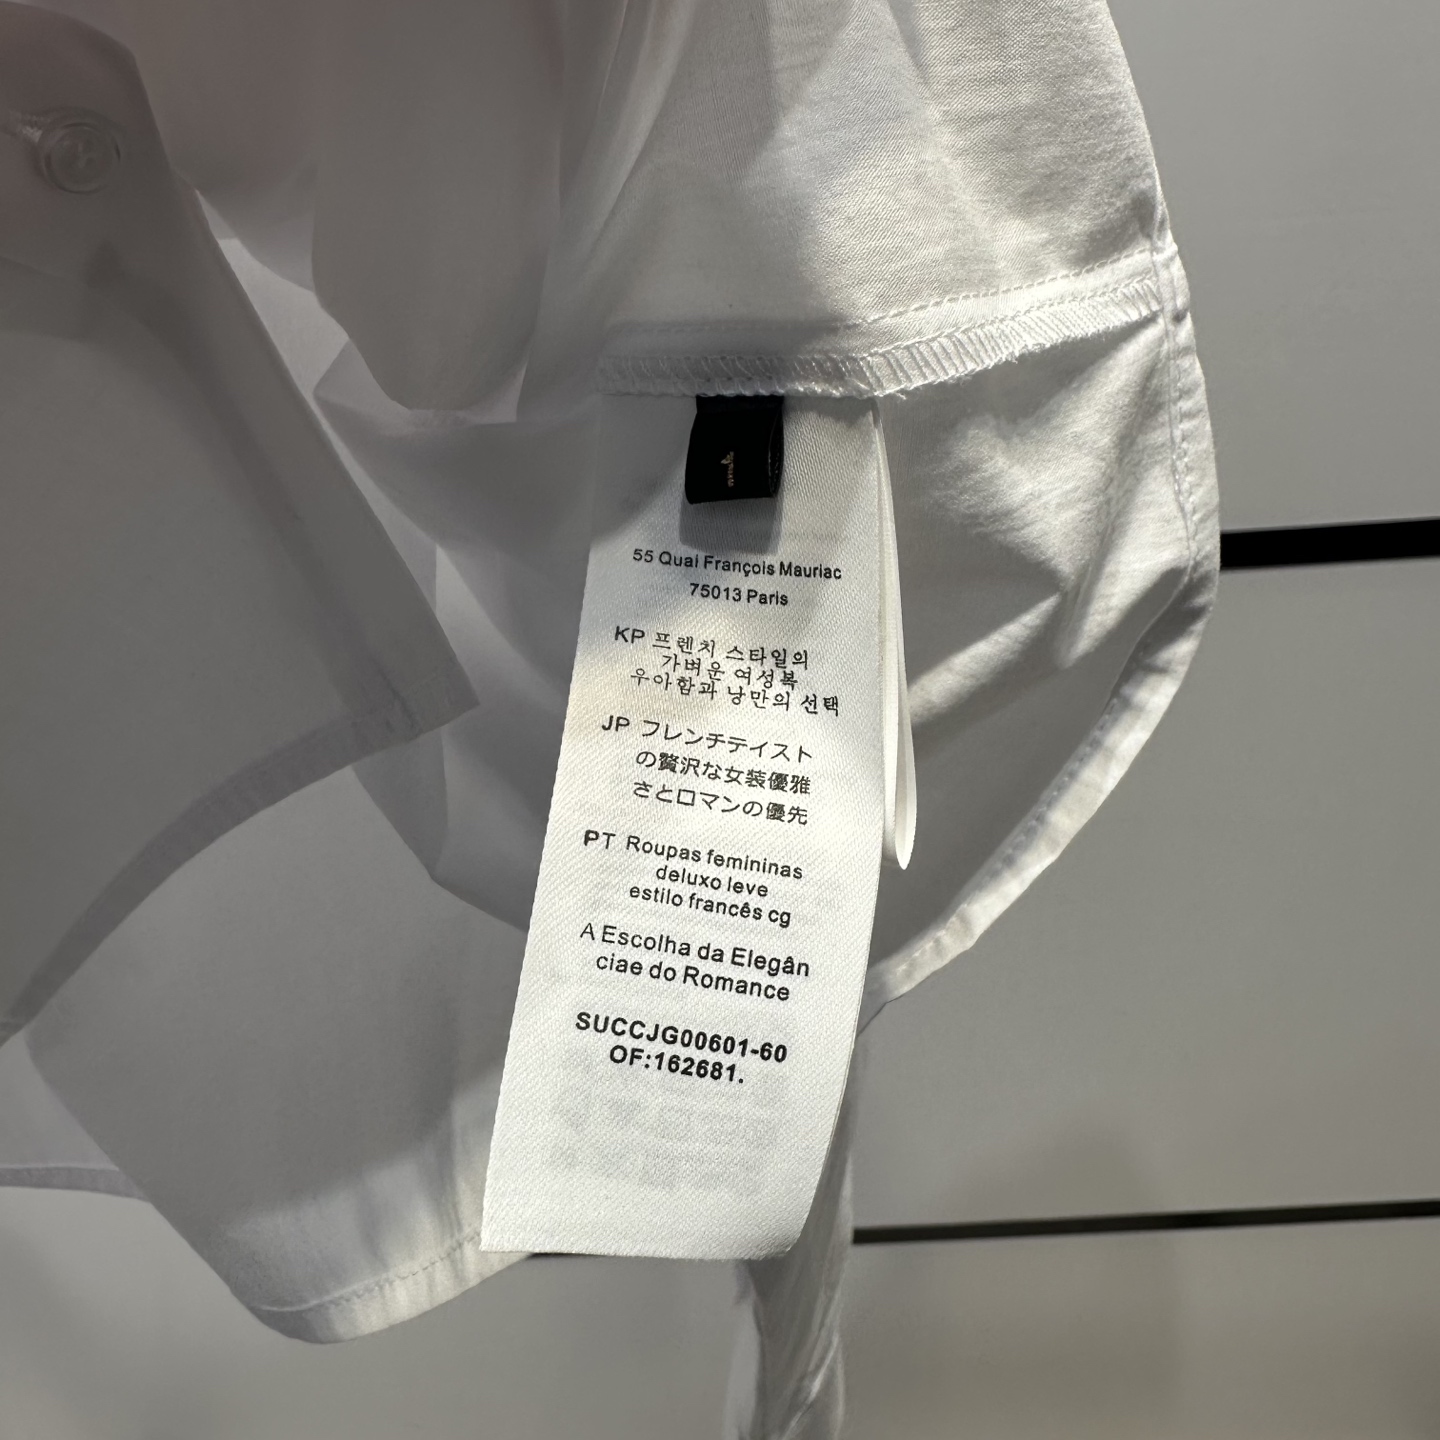 55 Quai François Mauriac
75013 Paris
KP 프렌치 스타일의
가벼운 여성복
우아함과 낭만의 선택
JP フレンチテイスト
の贅沢な女装優雅
さとロマンの優先
PT Roupas femininas
deluxo leve
estilo francês cg
A Escolha da Elegân
ciae do Romance
SUCCJG00601-60
OF:162681.